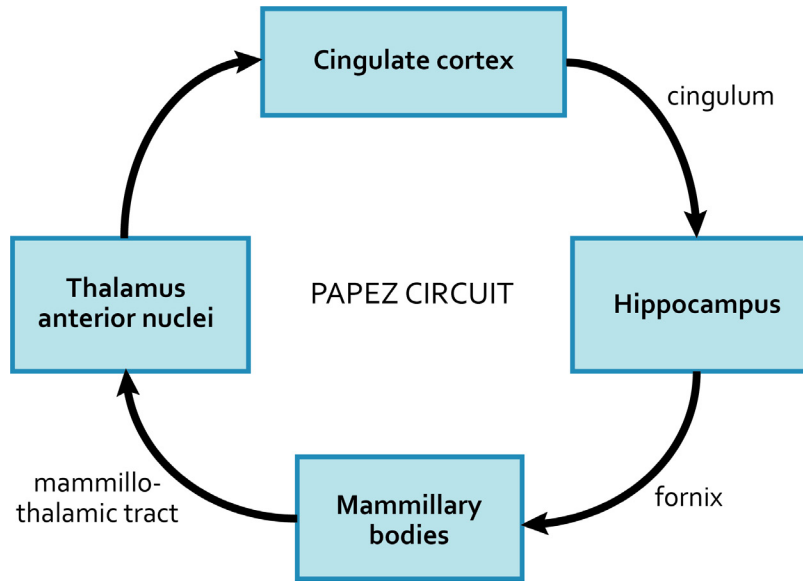 Cingulate cortex
cingulum
Thalamus
anterior nuclei
PAPEZ CIRCUIT
Hippocampus
mammillo-
thalamic tract
Mammillary
bodies
fornix